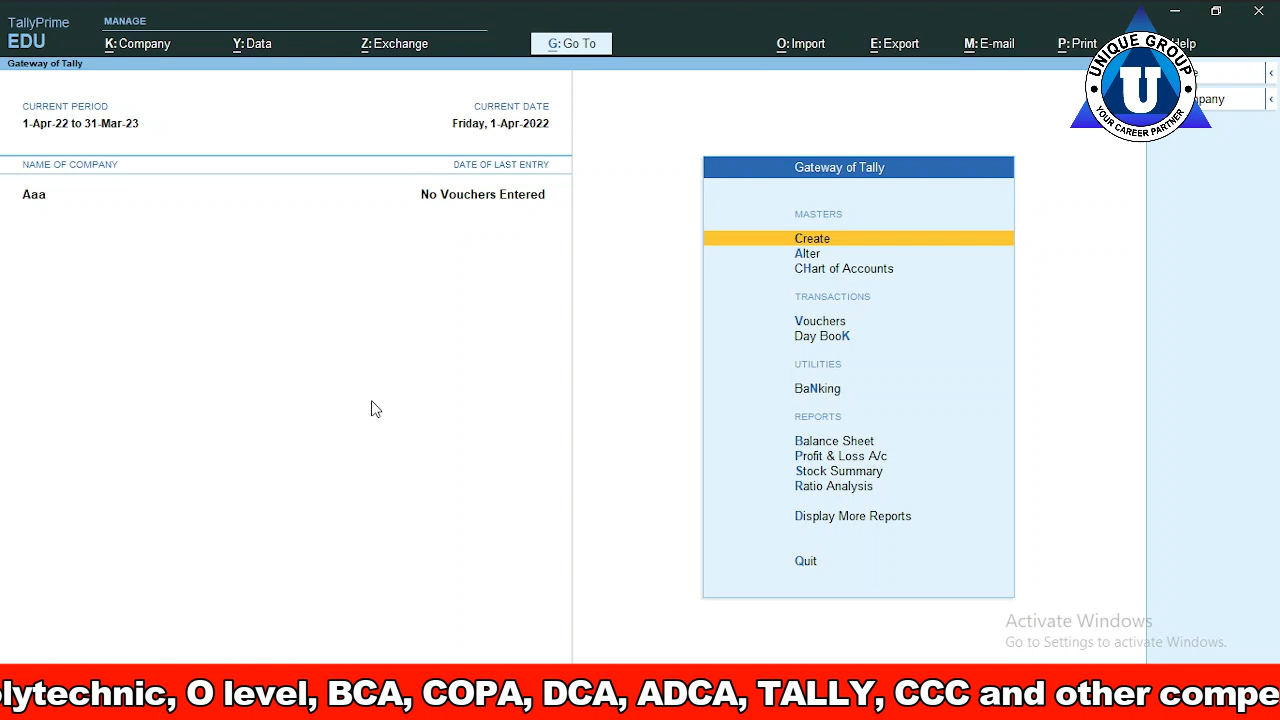 TallyPrime
EDU
MANAGE
K: Company
Y: Data
Z: Exchange
G: Go To
O: Import
E: Export
M: E-mail
P: Print
Help
Gateway of Tally
CURRENT PERIOD
CURRENT DATE
1-Apr-22 to 31-Mar-23
Friday, 1-Apr-2022
NAME OF COMPANY
DATE OF LAST ENTRY
Aaa
No Vouchers Entered
UNIQUE GROUP
U
YOUR CAREER PARTNER
Gateway of Tally
MASTERS
Create
Alter
CHart of Accounts
TRANSACTIONS
Vouchers
Day BooK
UTILITIES
BaNking
REPORTS
Balance Sheet
Profit & Loss A/c
Stock Summary
Ratio Analysis
Display More Reports
Quit
Activate Windows
Go to Settings to activate Windows.
olytechnic, O level, BCA, COPA, DCA, ADCA, TALLY, CCC and other compe